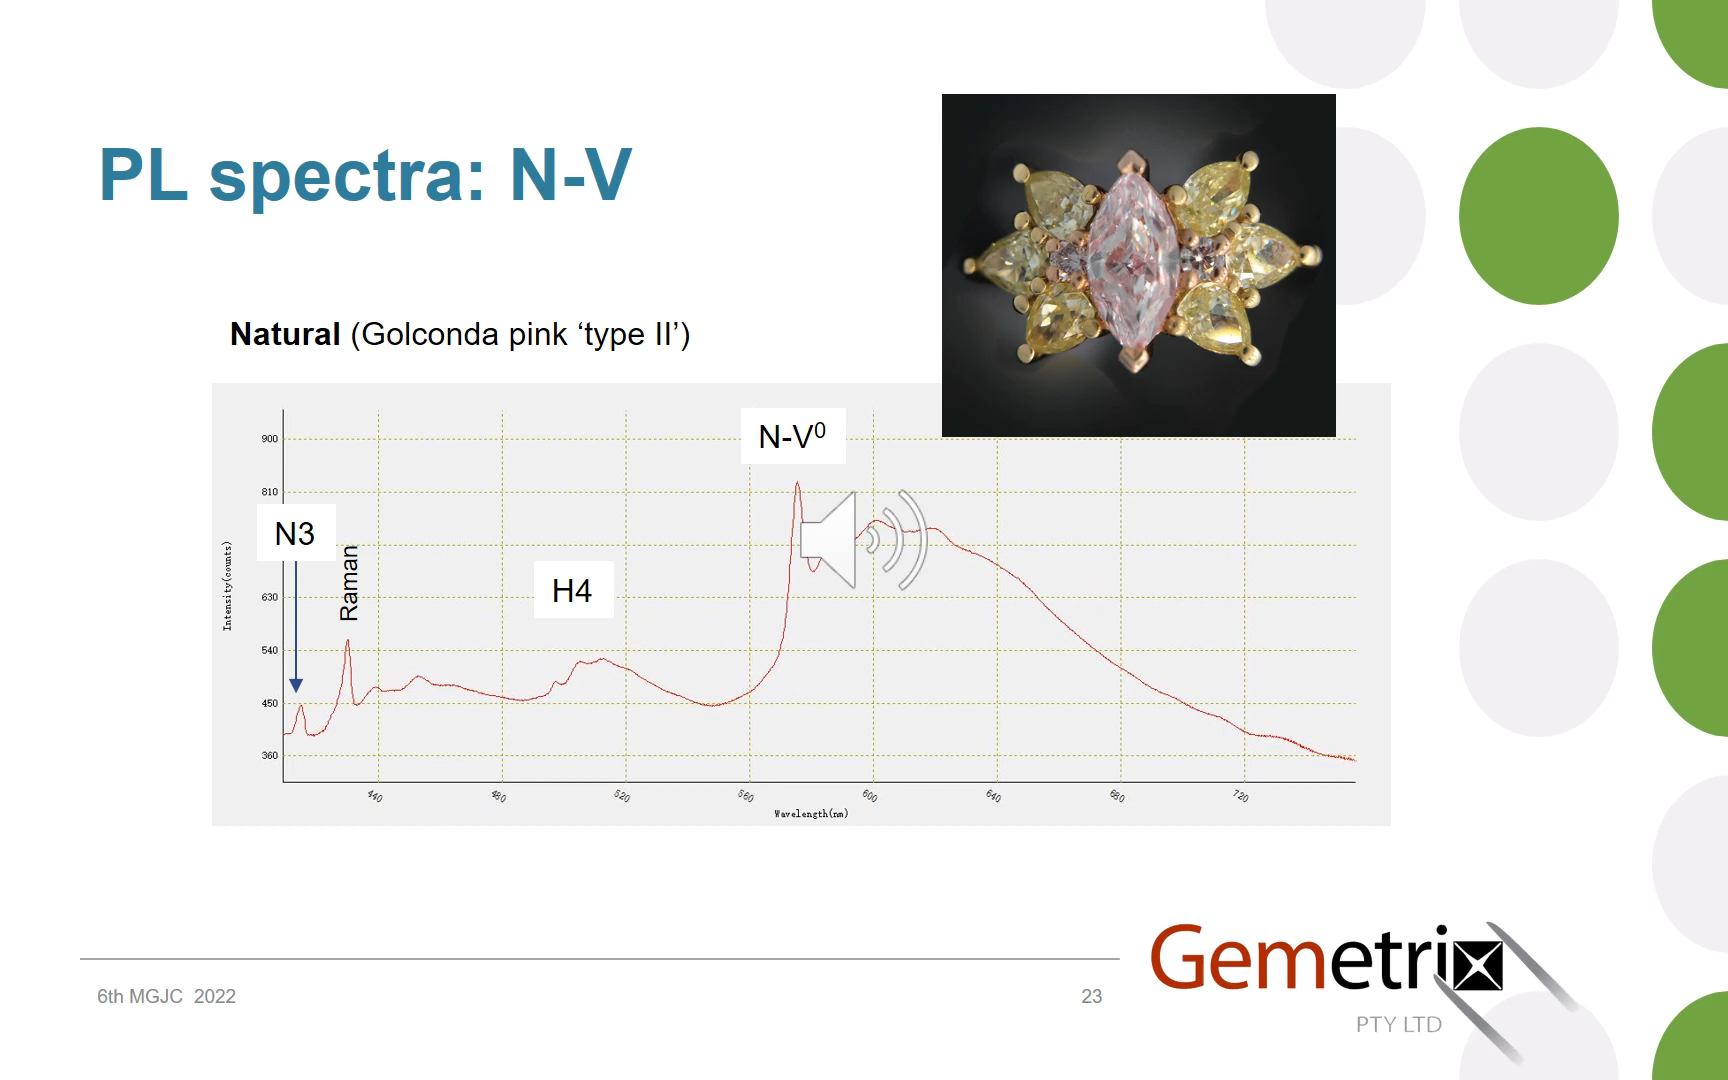 PL spectra: N-V
Natural (Golconda pink ‘type II’)
N-V⁰
900
810
N3
Raman
H4
630
540
450
360
Intensity(counts)
440
480
520
560
600
640
680
720
Wavelength(nm)
6th MGJC 2022
23
Gemetrix
PTY LTD